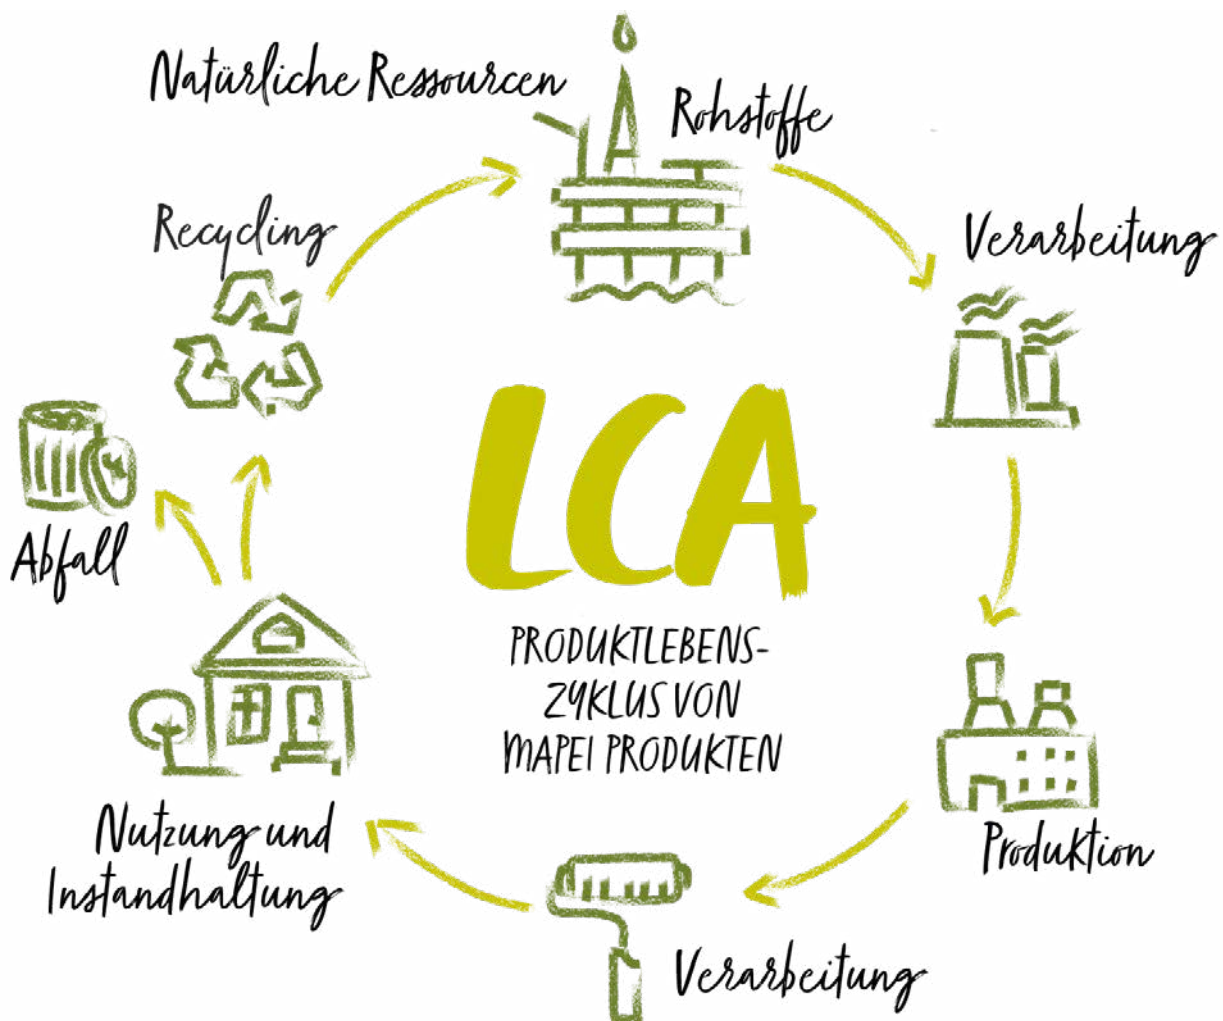 Natürliche Ressourcen
Rohstoffe
Verarbeitung
Recycling
Abfall
LCA
PRODUKTLEBENS-
ZYKLUS VON
MAPEI PRODUKTEN
Produktion
Nutzung und
Instandhaltung
Verarbeitung